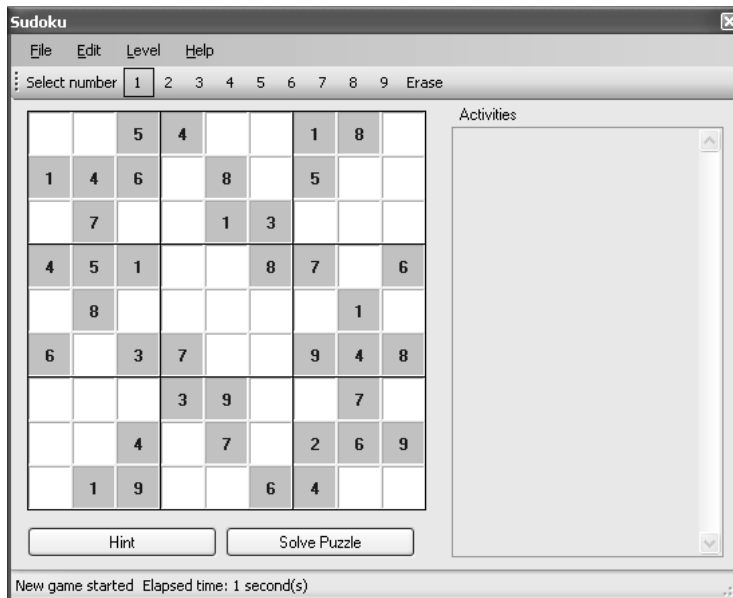 Sudoku
File Edit Level Help
Select number 1 2 3 4 5 6 7 8 9 Erase
Activities
5 4 1 8
1 4 6 8 5
7 1 3
4 5 1 8 7 6
8 1
6 3 7 9 4 8
3 9 7
4 7 2 6 9
1 9 6 4
Hint Solve Puzzle
New game started Elapsed time: 1 second(s)